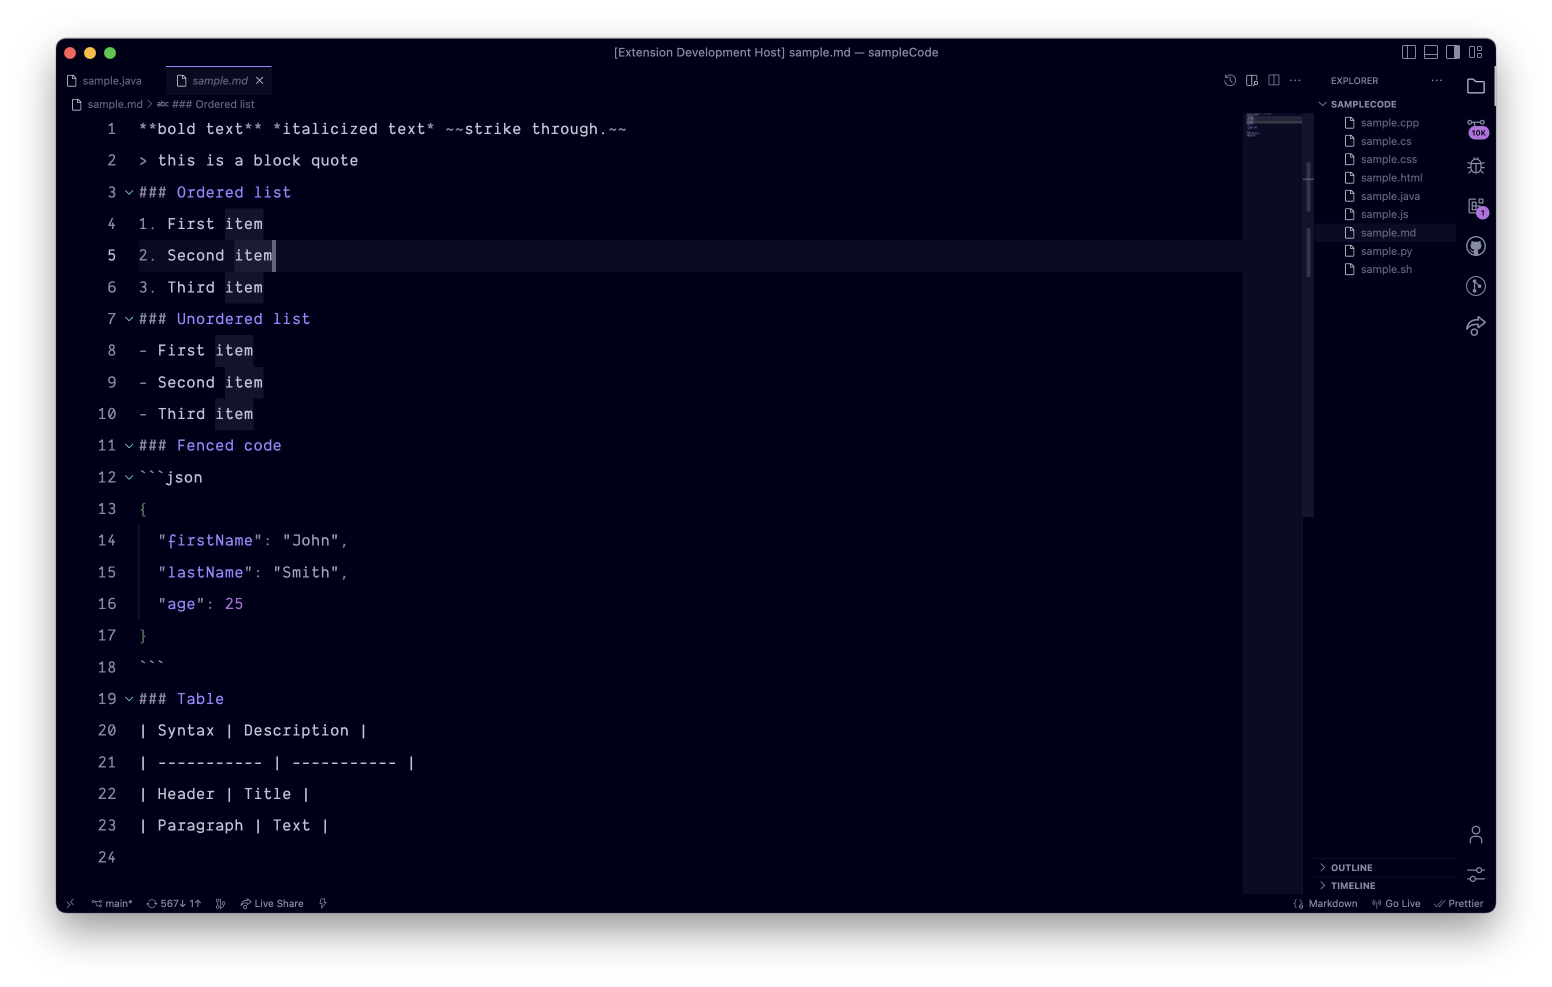 [Extension Development Host] sample.md — sampleCode
sample.java
sample.md
EXPLORER
sample.md > abc ### Ordered list
SAMPLECODE
sample.cpp
sample.cs
sample.css
sample.html
sample.java
sample.js
sample.md
sample.py
sample.sh
10K
1
1 **bold text** *italicized text* ~~strike through.~~
2 > this is a block quote
3 ### Ordered list
4 1. First item
5 2. Second item
6 3. Third item
7 ### Unordered list
8 - First item
9 - Second item
10 - Third item
11 ### Fenced code
12 ```json
13 {
14 "firstName": "John",
15 "lastName": "Smith",
16 "age": 25
17 }
18 ```
19 ### Table
20 | Syntax | Description |
21 | ----------- | ----------- |
22 | Header | Title |
23 | Paragraph | Text |
24
OUTLINE
TIMELINE
main* 567↓ 1↑ Live Share
Markdown Go Live Prettier